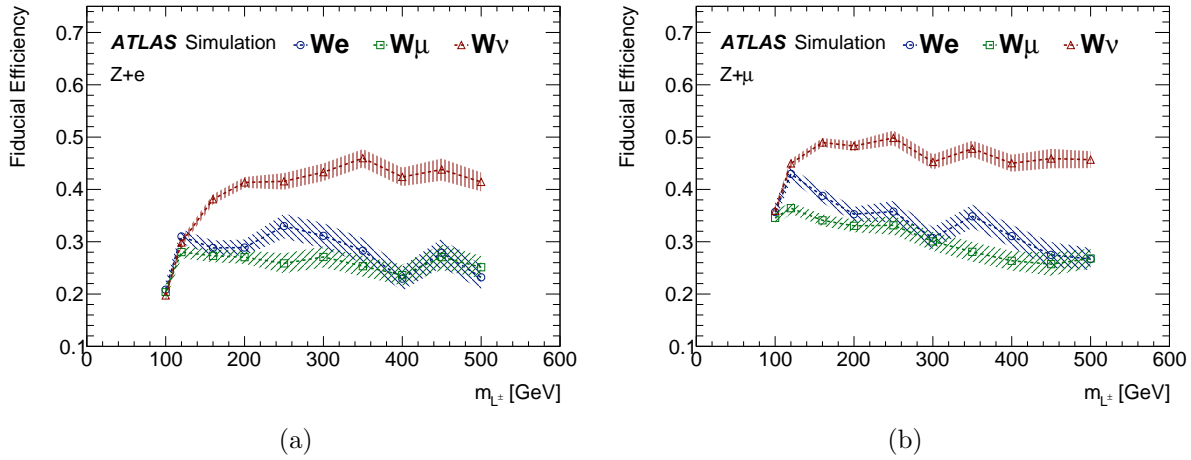 Fiducial Efficiency
0.7
0.6
0.5
0.4
0.3
0.2
0.1
ATLAS Simulation We Wμ Wν
Z+e
0 100 200 300 400 500 600
m_L± [GeV]
(a)
Fiducial Efficiency
0.7
0.6
0.5
0.4
0.3
0.2
0.1
ATLAS Simulation We Wμ Wν
Z+μ
0 100 200 300 400 500 600
m_L± [GeV]
(b)